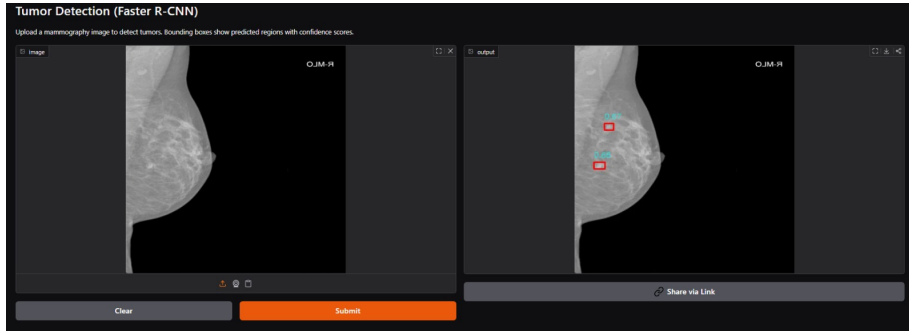 Tumor Detection (Faster R-CNN)
Upload a mammography image to detect tumors. Bounding boxes show predicted regions with confidence scores.
Image
output
R-MLO
R-MLO
Share via Link
Clear
Submit